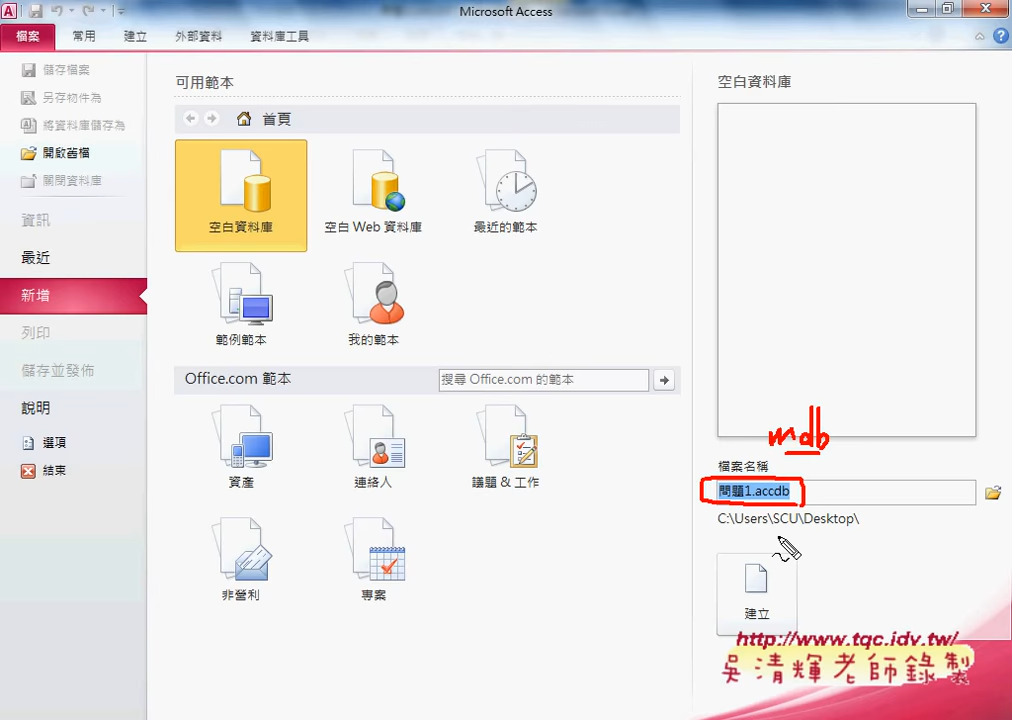 Microsoft Access
檔案 常用 建立 外部資料 資料庫工具
儲存檔案
另存物件為
將資料庫儲存為
開啟舊檔
關閉資料庫
資訊
最近
新增
列印
儲存並發佈
說明
選項
結束
可用範本
首頁
空白資料庫 空白 Web 資料庫 最近的範本
範例範本 我的範本
Office.com 範本 搜尋 Office.com 的範本
資產 連絡人 議題 & 工作
非營利 專案
空白資料庫
mdb
檔案名稱
問題1.accdb
C:\Users\SCU\Desktop\
建立
http://www.tqc.idv.tw/
吳清輝老師錄製